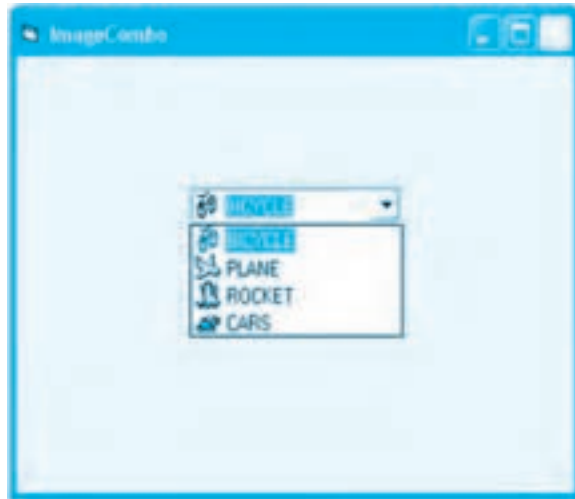 ImageCombo
BICYCLE
BICYCLE
PLANE
ROCKET
CARS